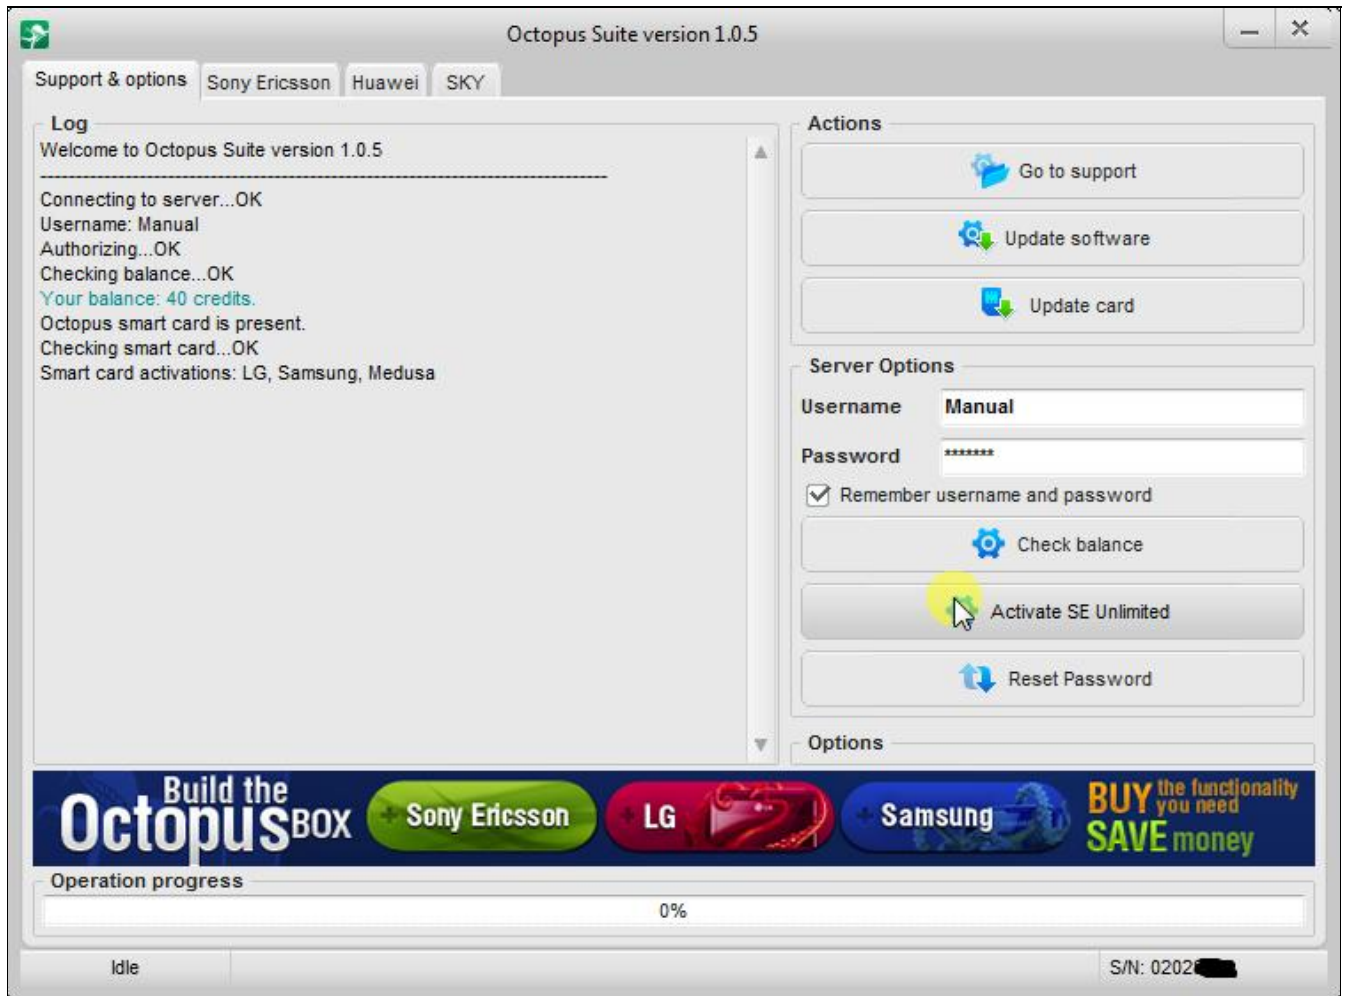 Octopus Suite version 1.0.5
Support & options
Sony Ericsson
Huawei
SKY
Log
Welcome to Octopus Suite version 1.0.5
--------------------------------------------------------------------------------
Connecting to server...OK
Username: Manual
Authorizing...OK
Checking balance...OK
Your balance: 40 credits.
Octopus smart card is present.
Checking smart card...OK
Smart card activations: LG, Samsung, Medusa
Actions
Go to support
Update software
Update card
Server Options
Username Manual
Password *******
Remember username and password
Check balance
Activate SE Unlimited
Reset Password
Options
Build the
Octopus BOX
+ Sony Ericsson
+ LG
+ Samsung
BUY the functionality
you need
SAVE money
Operation progress
0%
Idle
S/N: 0202